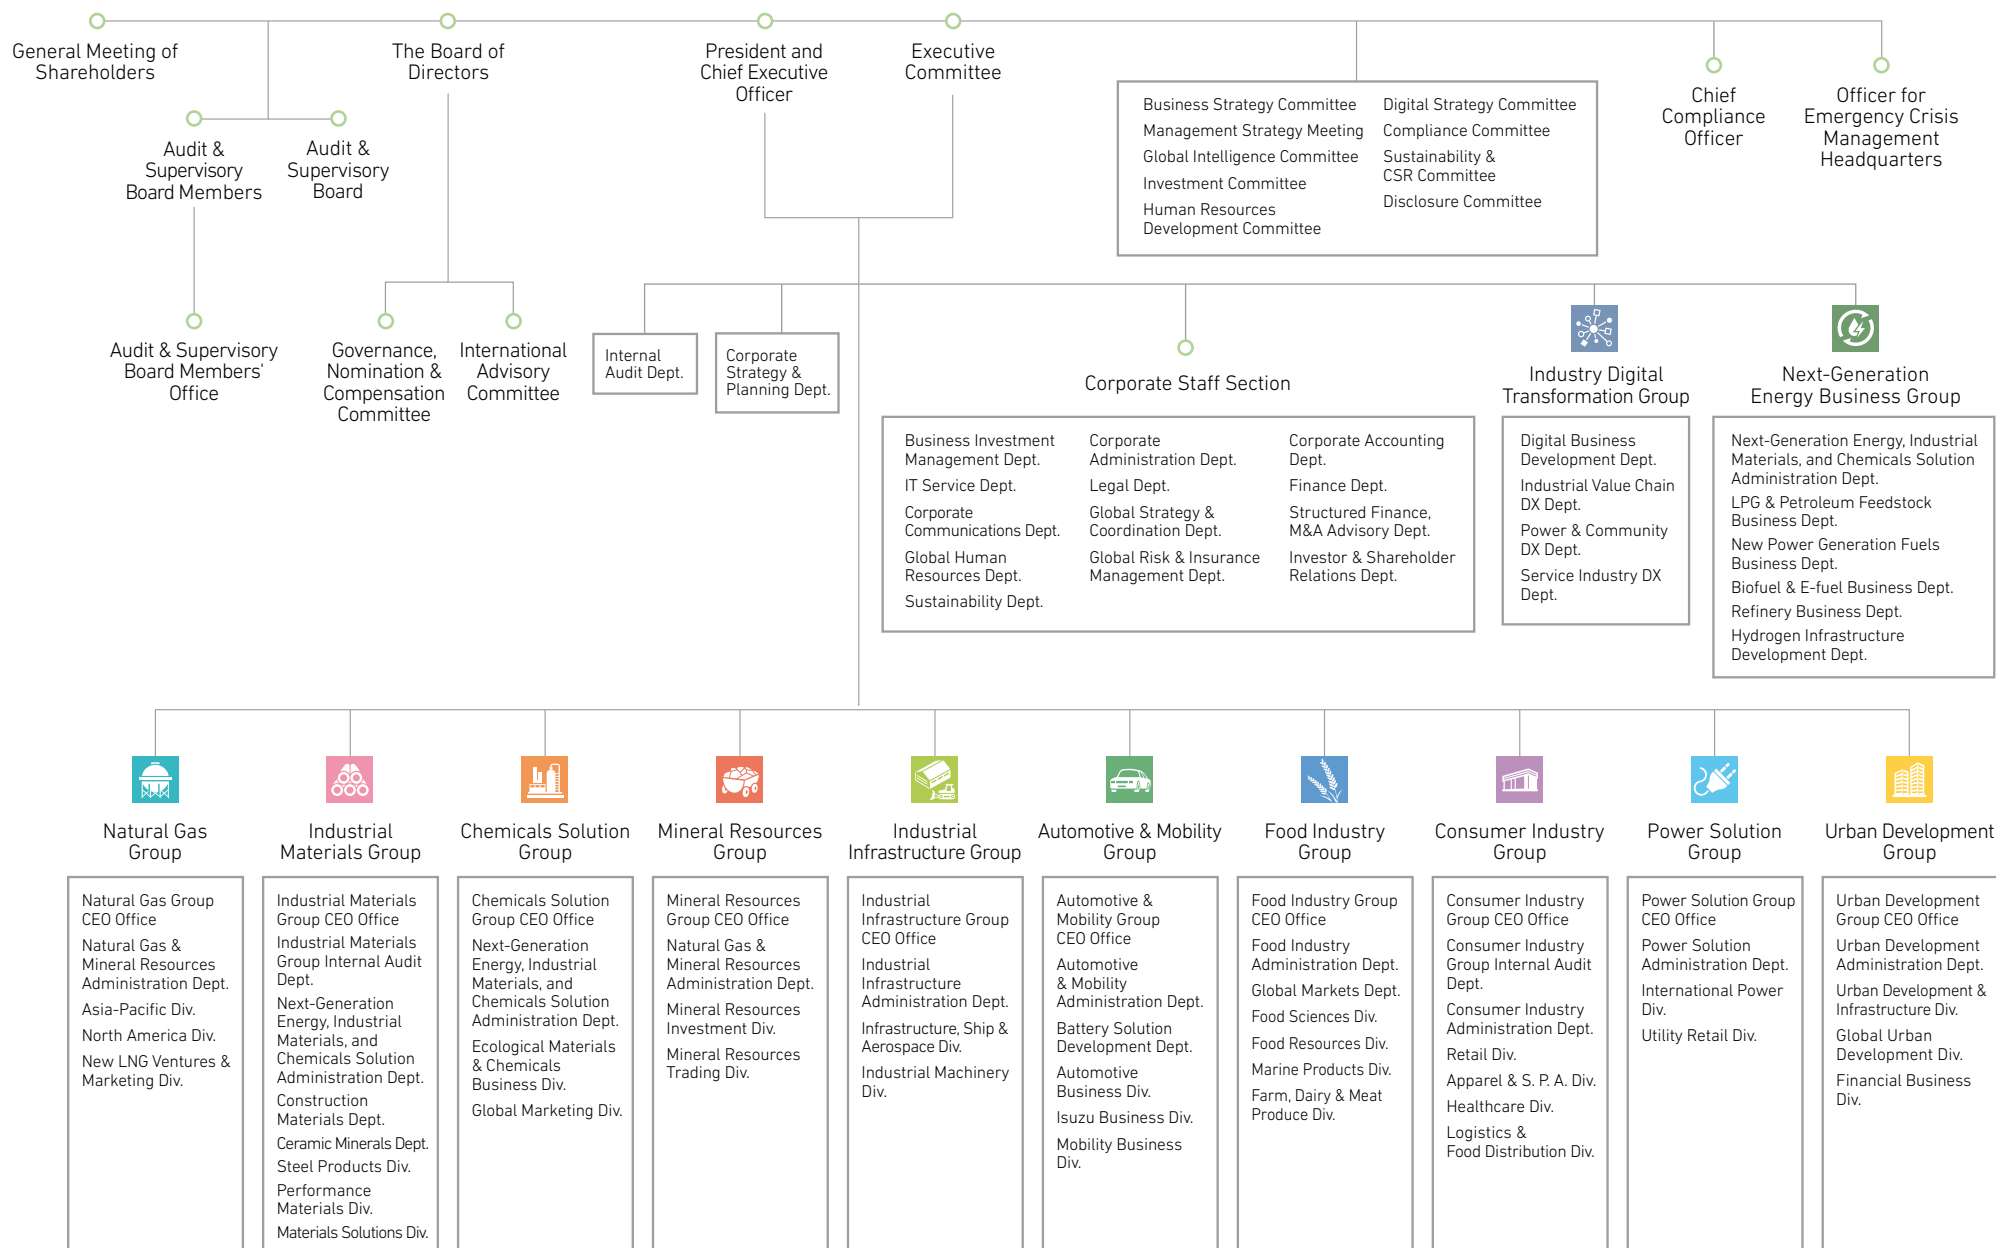 General Meeting of
Shareholders
The Board of
Directors
President and
Chief Executive
Officer
Executive
Committee
Audit &
Supervisory
Board Members
Audit &
Supervisory
Board
Business Strategy Committee
Management Strategy Meeting
Global Intelligence Committee
Investment Committee
Human Resources
Development Committee
Digital Strategy Committee
Compliance Committee
Sustainability &
CSR Committee
Disclosure Committee
Chief
Compliance
Officer
Officer for
Emergency Crisis
Management
Headquarters
Audit & Supervisory
Board Members'
Office
Governance,
Nomination &
Compensation
Committee
International
Advisory
Committee
Internal
Audit Dept.
Corporate
Strategy &
Planning Dept.
Corporate Staff Section
Business Investment
Management Dept.
IT Service Dept.
Corporate
Communications Dept.
Global Human
Resources Dept.
Sustainability Dept.
Corporate
Administration Dept.
Legal Dept.
Global Strategy &
Coordination Dept.
Global Risk & Insurance
Management Dept.
Corporate Accounting
Dept.
Finance Dept.
Structured Finance,
M&A Advisory Dept.
Investor & Shareholder
Relations Dept.
Industry Digital
Transformation Group
Digital Business
Development Dept.
Industrial Value Chain
DX Dept.
Power & Community
DX Dept.
Service Industry DX
Dept.
Next-Generation
Energy Business Group
Next-Generation Energy, Industrial
Materials, and Chemicals Solution
Administration Dept.
LPG & Petroleum Feedstock
Business Dept.
New Power Generation Fuels
Business Dept.
Biofuel & E-fuel Business Dept.
Refinery Business Dept.
Hydrogen Infrastructure
Development Dept.
Natural Gas
Group
Natural Gas Group
CEO Office
Natural Gas &
Mineral Resources
Administration Dept.
Asia-Pacific Div.
North America Div.
New LNG Ventures &
Marketing Div.
Industrial
Materials Group
Industrial Materials
Group CEO Office
Industrial Materials
Group Internal Audit
Dept.
Next-Generation
Energy, Industrial
Materials, and
Chemicals Solution
Administration Dept.
Construction
Materials Dept.
Ceramic Minerals Dept.
Steel Products Div.
Performance
Materials Div.
Materials Solutions Div.
Chemicals Solution
Group
Chemicals Solution
Group CEO Office
Next-Generation
Energy, Industrial
Materials, and
Chemicals Solution
Administration Dept.
Ecological Materials
& Chemicals
Business Div.
Global Marketing Div.
Mineral Resources
Group
Mineral Resources
Group CEO Office
Natural Gas &
Mineral Resources
Administration Dept.
Mineral Resources
Investment Div.
Mineral Resources
Trading Div.
Industrial
Infrastructure Group
Industrial
Infrastructure Group
CEO Office
Industrial
Infrastructure
Administration Dept.
Infrastructure, Ship &
Aerospace Div.
Industrial Machinery
Div.
Automotive & Mobility
Group
Automotive &
Mobility Group
CEO Office
Automotive
& Mobility
Administration Dept.
Battery Solution
Development Dept.
Automotive
Business Div.
Isuzu Business Div.
Mobility Business
Div.
Food Industry
Group
Food Industry Group
CEO Office
Food Industry
Administration Dept.
Global Markets Dept.
Food Sciences Div.
Food Resources Div.
Marine Products Div.
Farm, Dairy & Meat
Produce Div.
Consumer Industry
Group
Consumer Industry
Group CEO Office
Consumer Industry
Group Internal Audit
Dept.
Consumer Industry
Administration Dept.
Retail Div.
Apparel & S. P. A. Div.
Healthcare Div.
Logistics &
Food Distribution Div.
Power Solution
Group
Power Solution Group
CEO Office
Power Solution
Administration Dept.
International Power
Div.
Utility Retail Div.
Urban Development
Group
Urban Development
Group CEO Office
Urban Development
Administration Dept.
Urban Development &
Infrastructure Div.
Global Urban
Development Div.
Financial Business
Div.